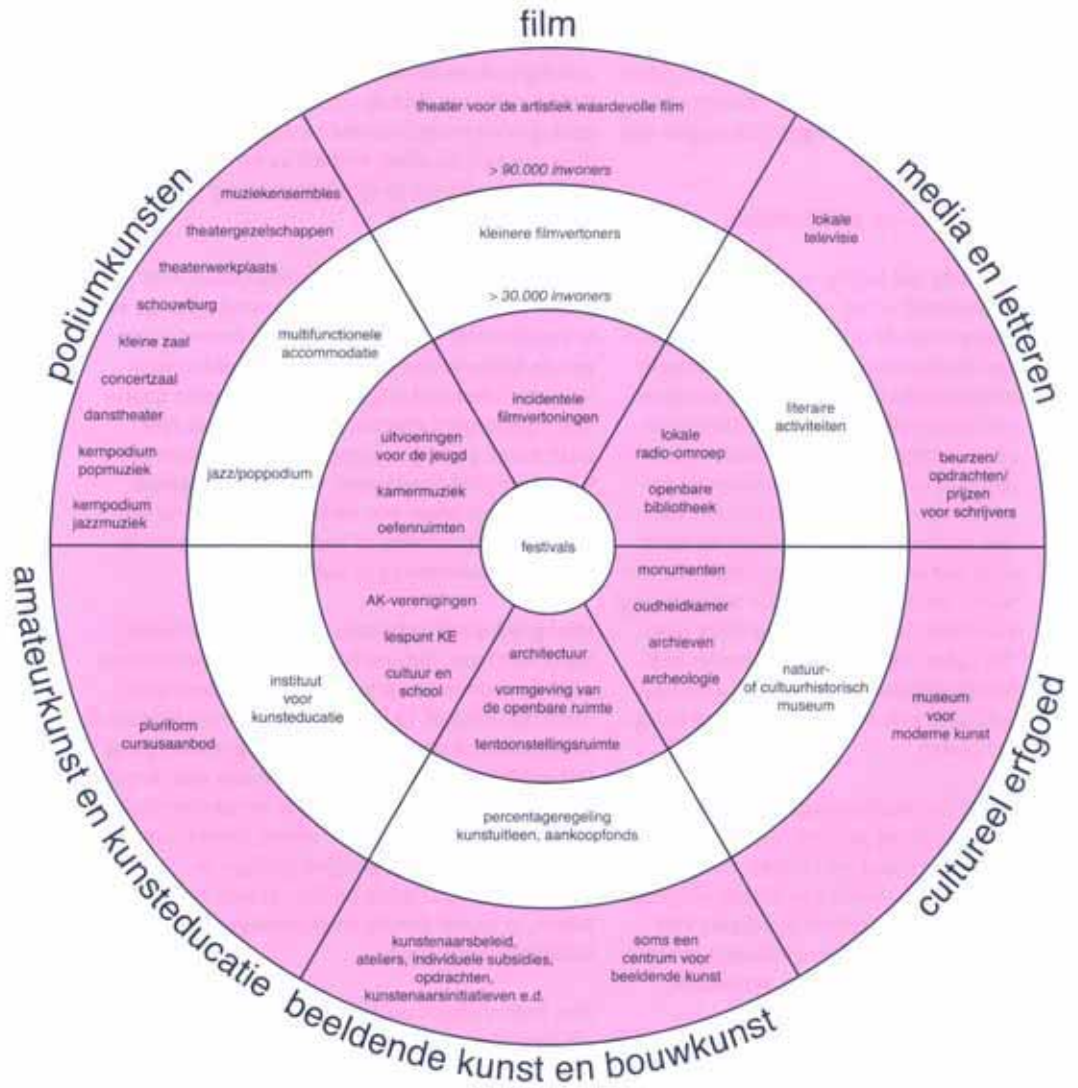 film
theater voor de artistiek waardevolle film
> 90.000 inwoners
kleinere filmvertoners
> 30.000 inwoners
incidentele
filmvertoningen
media en letteren
lokale
televisie
beurzen/
opdrachten/
prijzen
voor schrijvers
literaire
activiteiten
lokale
radio-omroep
openbare
bibliotheek
cultureel erfgoed
museum
voor
moderne kunst
natuur-
of cultuurhistorisch
museum
monumenten
oudheidkamer
archieven
archeologie
beeldende kunst en bouwkunst
architectuur
vormgeving van
de openbare ruimte
tentoonstellingsruimte
percentageregeling
kunstuitleen, aankoopfonds
kunstenaarsbeleid,
ateliers, individuele subsidies,
opdrachten,
kunstenaarsinitiatieven e.d.
soms een
centrum voor
beeldende kunst
amateurkunst en kunsteducatie
pluriform
cursusaanbod
instituut
voor
kunsteducatie
AK-verenigingen
lespunt KE
cultuur en
school
podiumkunsten
muziekensembles
theatergezelschappen
theaterwerkplaats
schouwburg
kleine zaal
concertzaal
danstheater
kernpodium
popmuziek
kernpodium
jazzmuziek
multifunctionele
accommodatie
jazz/poppodium
uitvoeringen
voor de jeugd
kamermuziek
oefenruimten
festivals